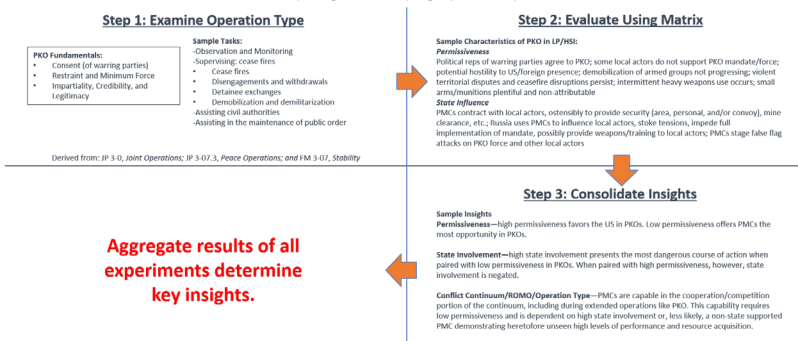 Step 1: Examine Operation Type
PKO Fundamentals:
• Consent (of warring parties)
• Restraint and Minimum Force
• Impartiality, Credibility, and
Legitimacy
Sample Tasks:
-Observation and Monitoring
-Supervising: cease fires
• Cease fires
• Disengagements and withdrawals
• Detainee exchanges
• Demobilization and demilitarization
-Assisting civil authorities
-Assisting in the maintenance of public order
Derived from: JP 3-0, Joint Operations; JP 3-07.3, Peace Operations; and FM 3-07, Stability
Step 2: Evaluate Using Matrix
Sample Characteristics of PKO in LP/HSI:
Permissiveness
Political reps of warring parties agree to PKO; some local actors do not support PKO mandate/force;
potential hostility to US/foreign presence; demobilization of armed groups not progressing; violent
territorial disputes and ceasefire disruptions persist; intermittent heavy weapons use occurs; small
arms/munitions plentiful and non-attributable
State Influence
PMCs contract with local actors, ostensibly to provide security (area, personal, and/or convoy), mine
clearance, etc.; Russia uses PMCs to influence local actors, stoke tensions, impede full
implementation of mandate, possibly provide weapons/training to local actors; PMCs stage false flag
attacks on PKO force and other local actors
Step 3: Consolidate Insights
Sample Insights
Permissiveness—high permissiveness favors the US in PKOs. Low permissiveness offers PMCs the
most opportunity in PKOs.
State Involvement—high state involvement presents the most dangerous course of action when
paired with low permissiveness in PKOs. When paired with high permissiveness, however, state
involvement is negated.
Conflict Continuum/ROMO/Operation Type—PMCs are capable in the cooperation/competition
portion of the continuum, including during extended operations like PKO. This capability requires
low permissiveness and is dependent on high state involvement or, less likely, a non-state supported
PMC demonstrating heretofore unseen high levels of performance and resource acquisition.
Aggregate results of all
experiments determine
key insights.